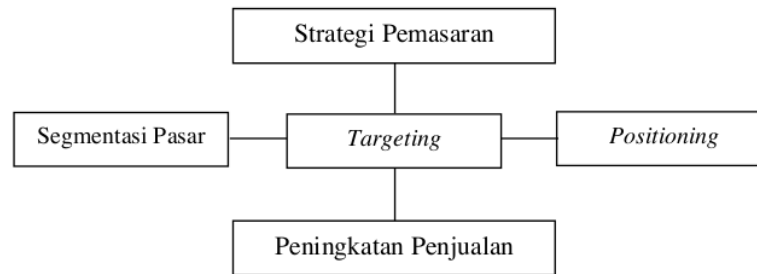 Strategi Pemasaran
Segmentasi Pasar
Targeting
Positioning
Peningkatan Penjualan